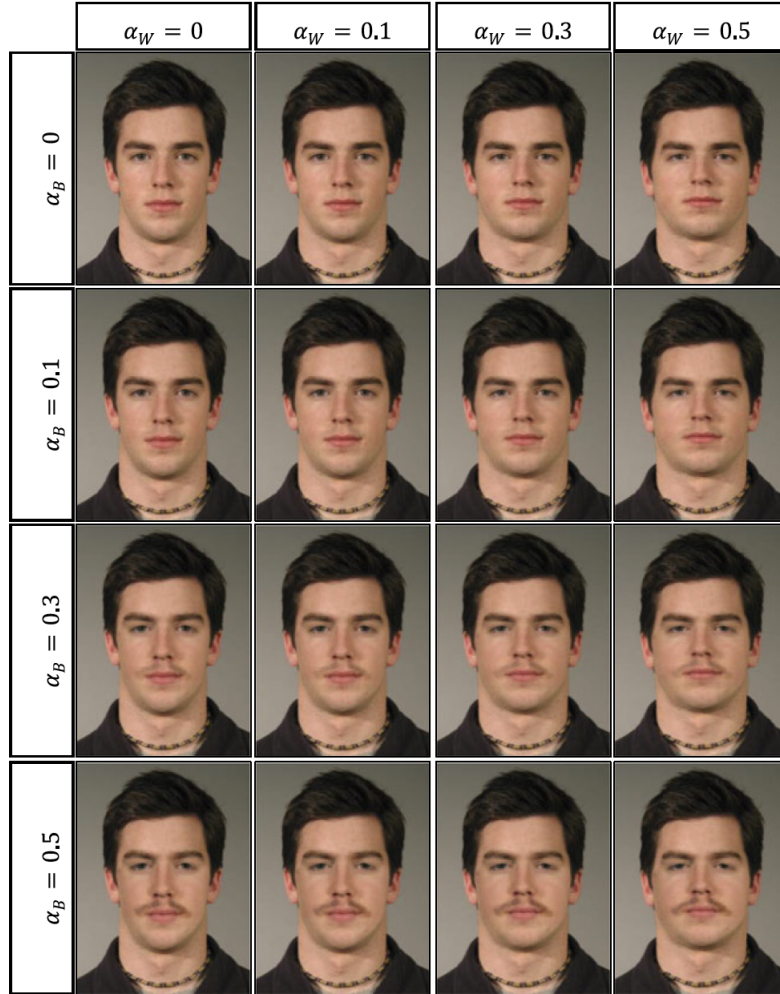 α_W = 0
α_W = 0.1
α_W = 0.3
α_W = 0.5
α_B = 0
α_B = 0.1
α_B = 0.3
α_B = 0.5